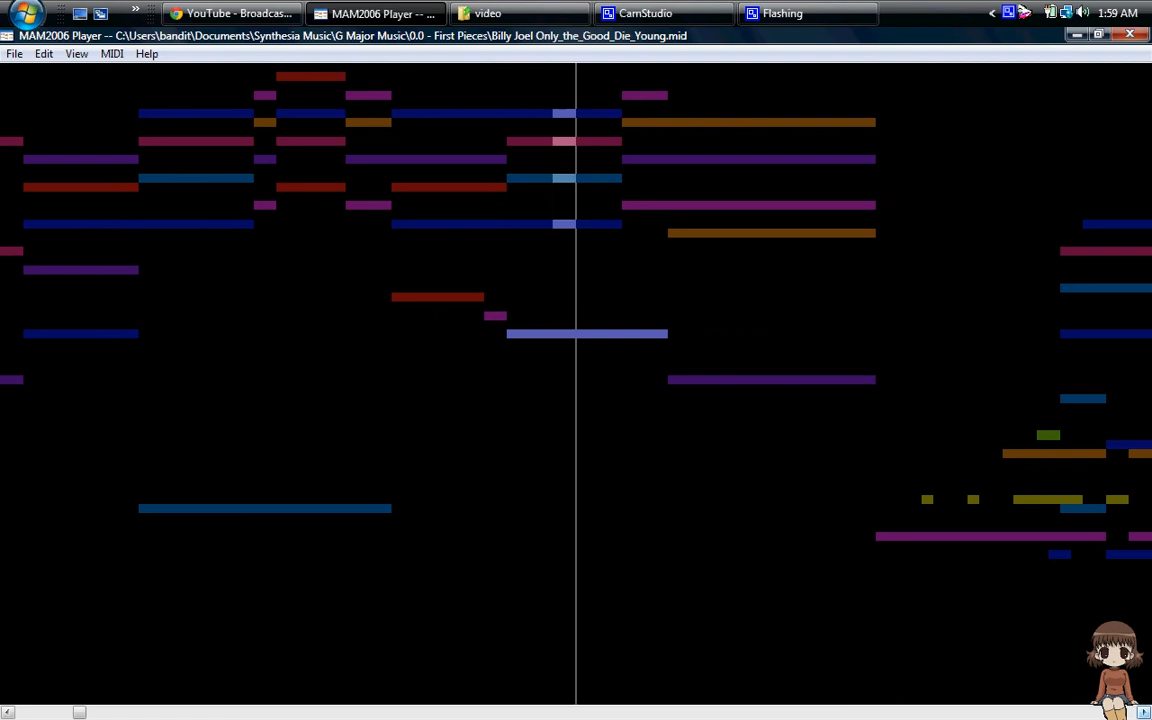 YouTube - Broadcas...
MAM2006 Player -- ...
video
CamStudio
Flashing
1:59 AM
MAM2006 Player -- C:\Users\bandit\Documents\Synthesia Music\G Major Music\0.0 - First Pieces\Billy Joel Only_the_Good_Die_Young.mid
File Edit View MIDI Help